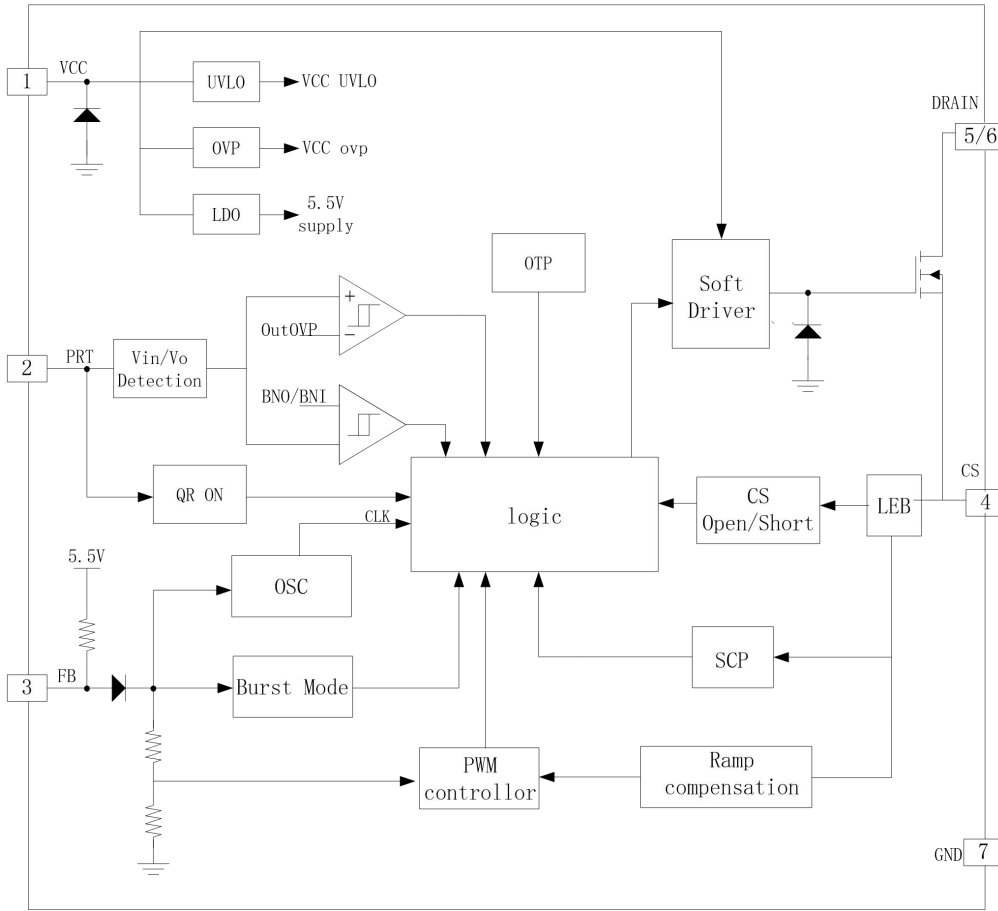 VCC
1
UVLO
VCC UVLO
DRAIN
5/6
OVP
VCC ovp
LDO
5.5V
supply
OTP
Soft
Driver
+
OutOVP
−
PRT
2
Vin/Vo
Detection
BNO/BNI
QR ON
CLK
logic
CS
Open/Short
LEB
CS
4
5.5V
OSC
FB
3
Burst Mode
SCP
PWM
controllor
Ramp
compensation
GND
7